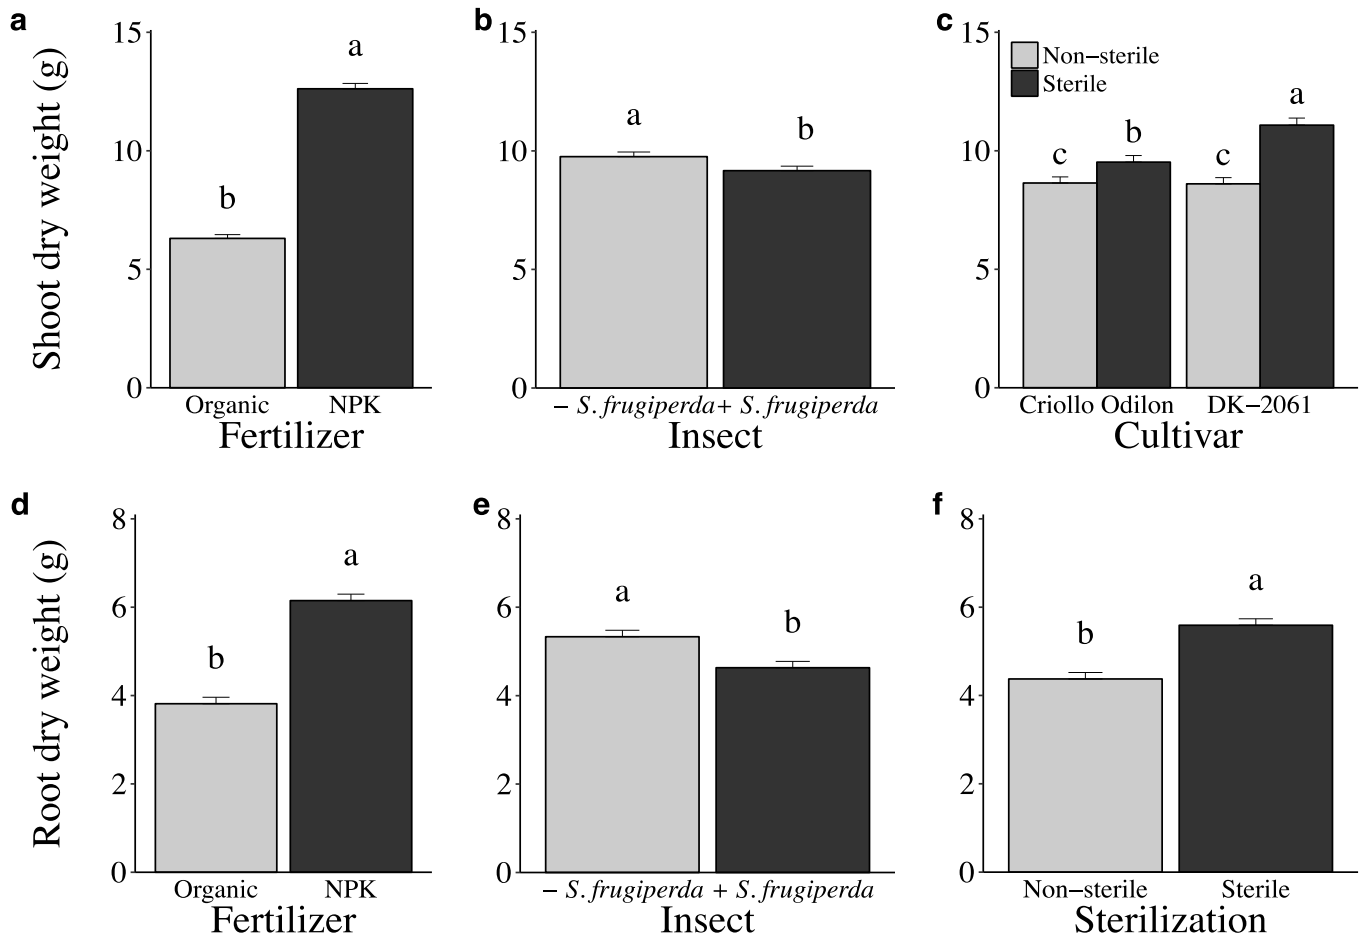 a
Shoot dry weight (g)
15
10
5
0
b
a
Organic NPK
Fertilizer
b
15
10
5
0
a
b
− S. frugiperda + S. frugiperda
Insect
c
15
10
5
0
Non−sterile
Sterile
c
b
c
a
Criollo Odilon DK−2061
Cultivar
d
Root dry weight (g)
8
6
4
2
0
b
a
Organic NPK
Fertilizer
e
8
6
4
2
0
a
b
− S. frugiperda + S. frugiperda
Insect
f
8
6
4
2
0
b
a
Non−sterile Sterile
Sterilization